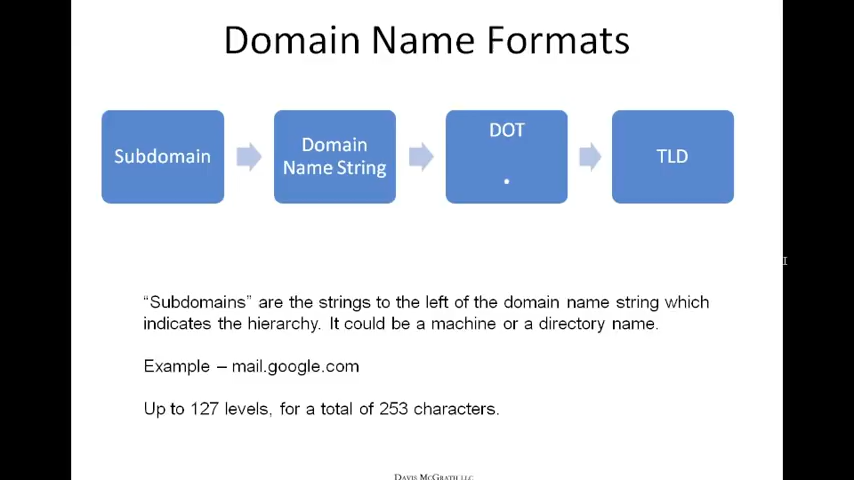 Domain Name Formats
Subdomain
Domain
Name String
DOT
.
TLD
“Subdomains” are the strings to the left of the domain name string which
indicates the hierarchy. It could be a machine or a directory name.
Example – mail.google.com
Up to 127 levels, for a total of 253 characters.
DAVIS MCGRATH LLC